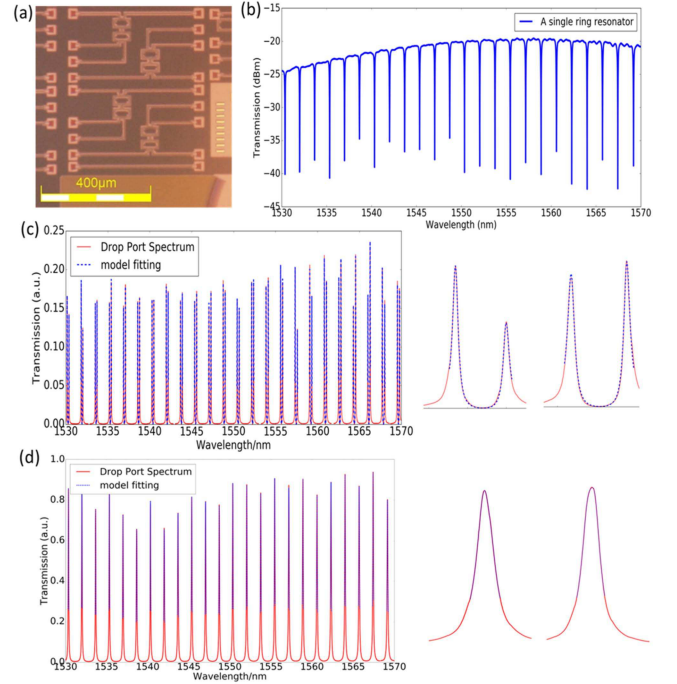 (a)
400μm
(b)
A single ring resonator
Transmission (dBm)
−15
−20
−25
−30
−35
−40
−45
1530 1535 1540 1545 1550 1555 1560 1565 1570
Wavelength (nm)
(c)
Drop Port Spectrum
model fitting
Transmission (a.u.)
0.25
0.20
0.15
0.10
0.05
0.00
1530 1535 1540 1545 1550 1555 1560 1565 1570
Wavelength/nm
(d)
Drop Port Spectrum
model fitting
Transmission (a.u.)
1.0
0.8
0.6
0.4
0.2
0.0
1530 1535 1540 1545 1550 1555 1560 1565 1570
Wavelength/nm